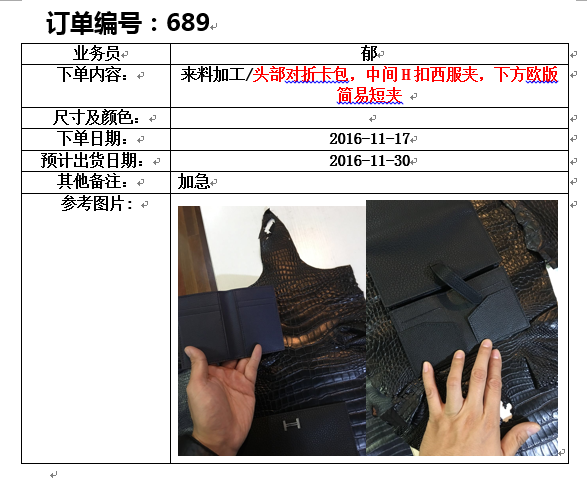 订单编号：689
业务员
郁
下单内容：
来料加工/头部对折卡包，中间H扣西服夹，下方欧版
简易短夹
尺寸及颜色：
下单日期：
2016-11-17
预计出货日期：
2016-11-30
其他备注：
加急
参考图片：